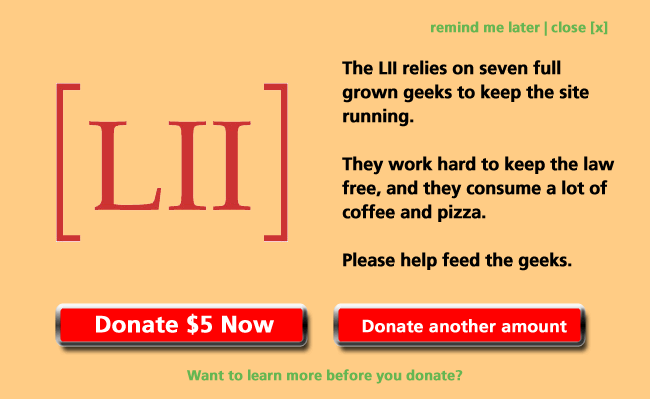 remind me later | close [x]
[LII]
The LII relies on seven full
grown geeks to keep the site
running.
They work hard to keep the law
free, and they consume a lot of
coffee and pizza.
Please help feed the geeks.
Donate $5 Now
Donate another amount
Want to learn more before you donate?